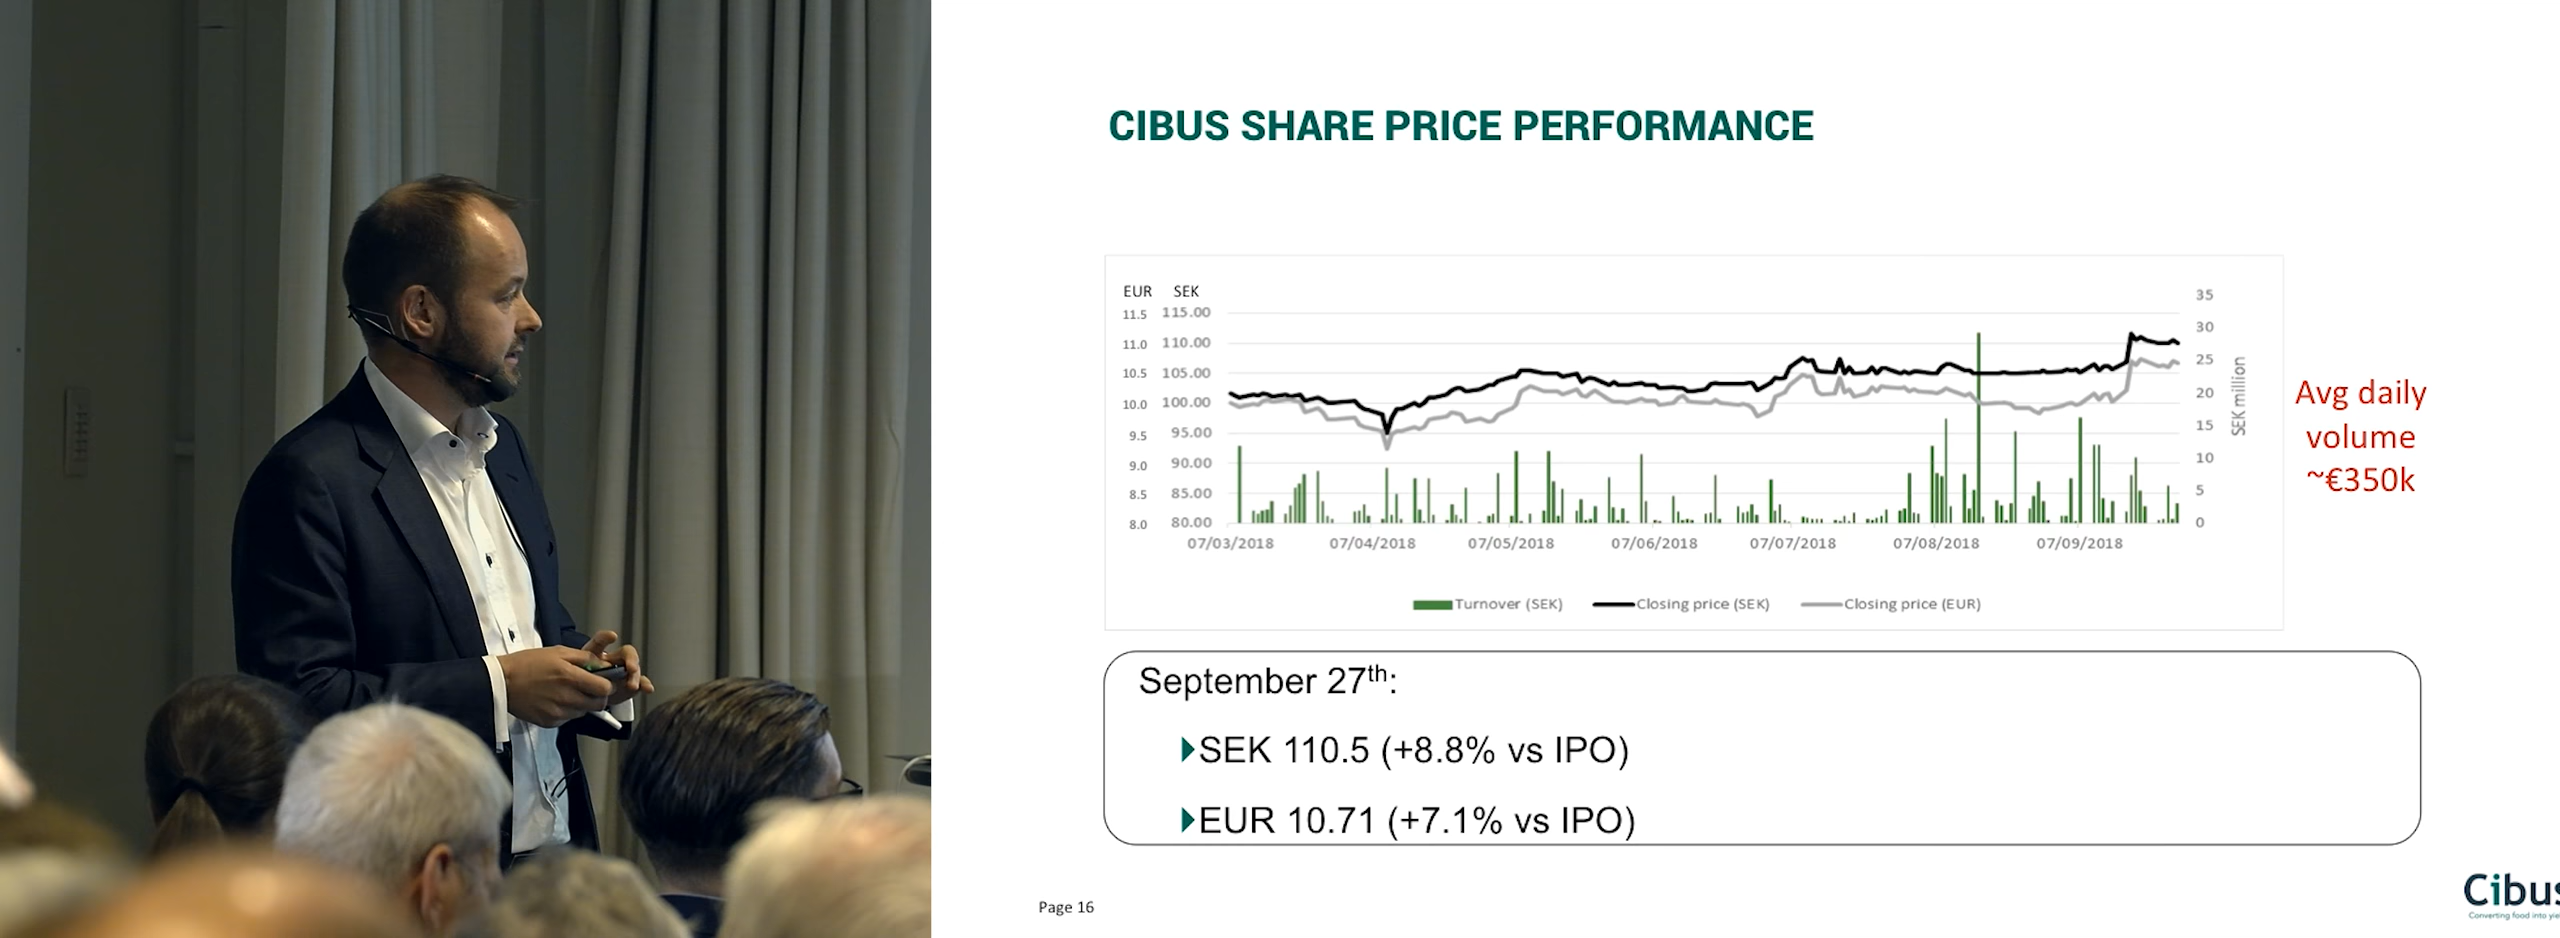 CIBUS SHARE PRICE PERFORMANCE
EUR SEK
11.5 115.00
11.0 110.00
10.5 105.00
10.0 100.00
9.5 95.00
9.0 90.00
8.5 85.00
8.0 80.00
35
30
25
20
15
10
5
0
SEK million
07/03/2018 07/04/2018 07/05/2018 07/06/2018 07/07/2018 07/08/2018 07/09/2018
Turnover (SEK) Closing price (SEK) Closing price (EUR)
Avg daily
volume
~€350k
September 27th:
SEK 110.5 (+8.8% vs IPO)
EUR 10.71 (+7.1% vs IPO)
Page 16
Cibus
Converting food into yie